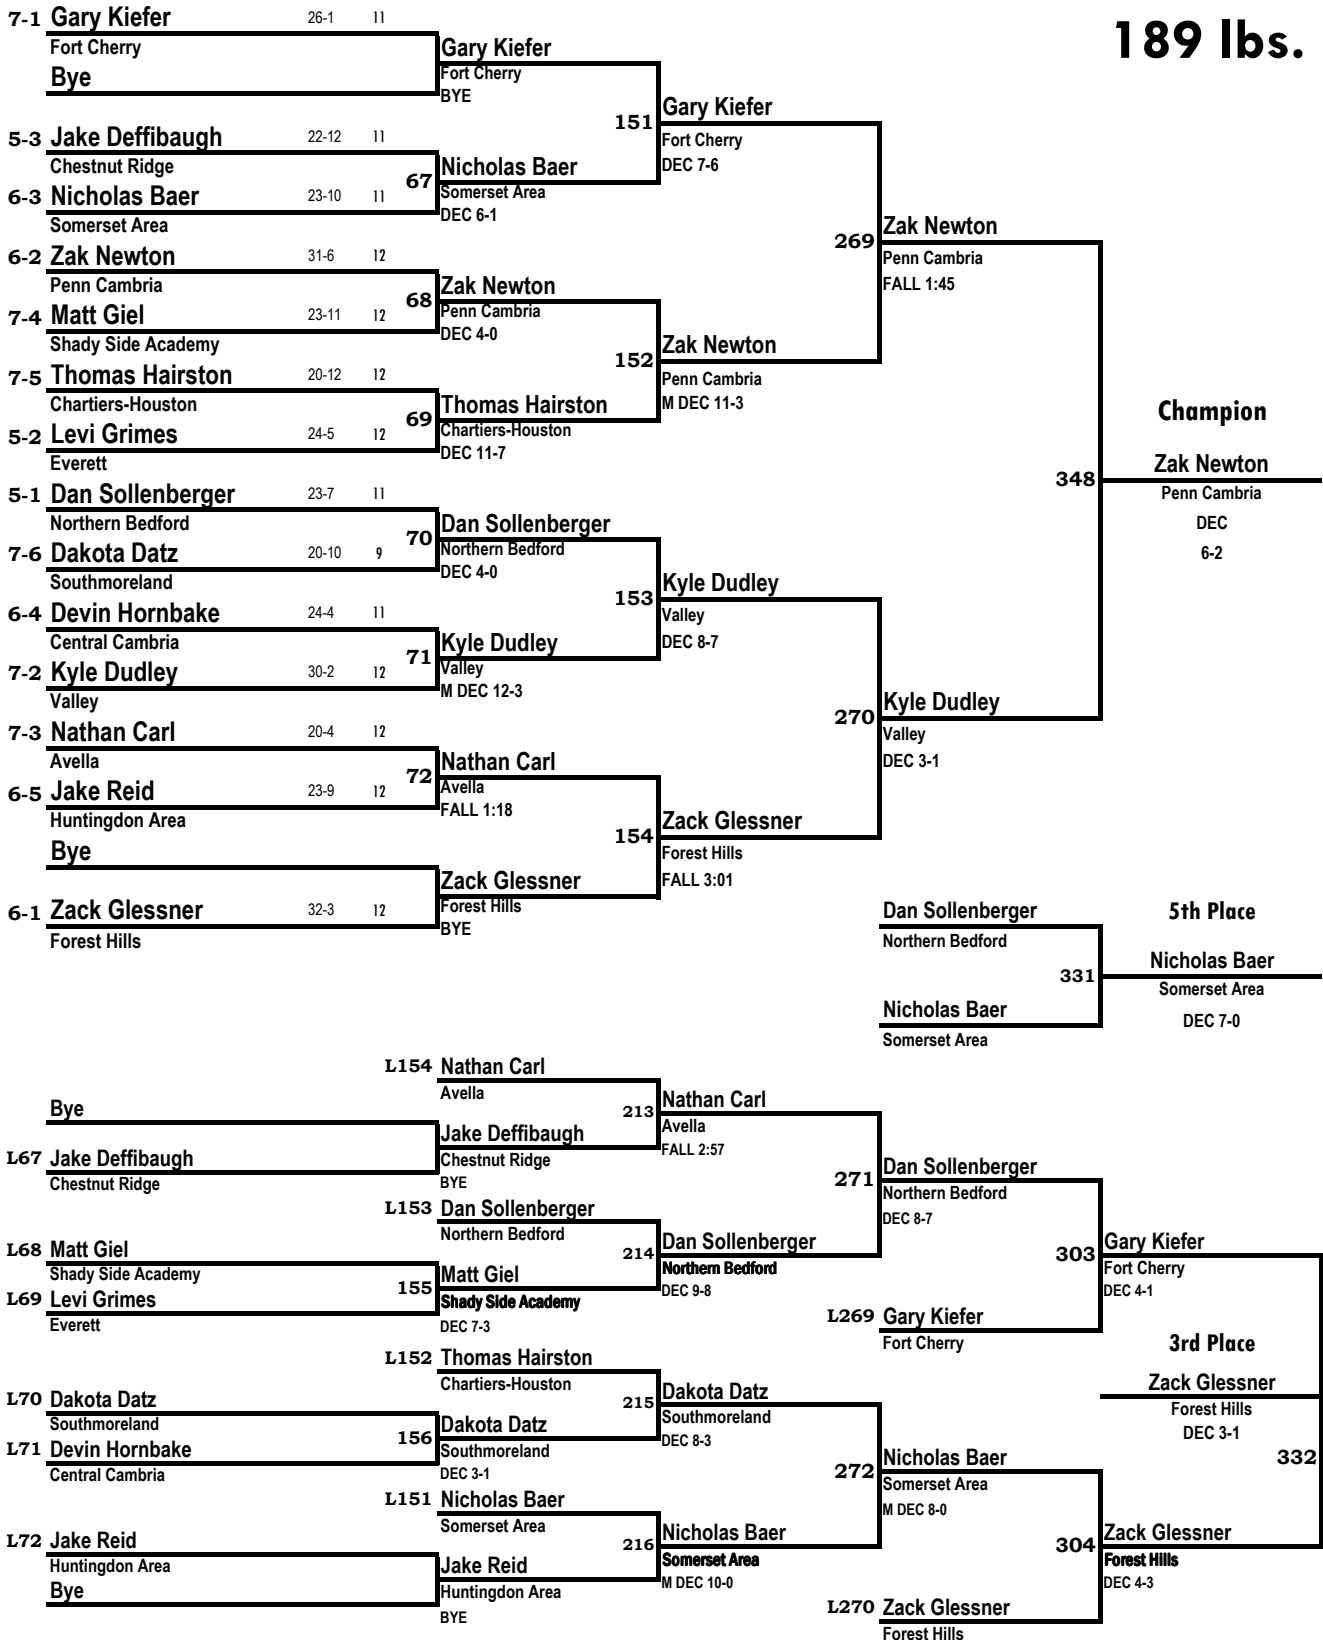 189 lbs.
7-1 Gary Kiefer 26-1 11
Fort Cherry
Bye
Gary Kiefer
Fort Cherry
BYE
151
Gary Kiefer
Fort Cherry
DEC 7-6
5-3 Jake Deffibaugh 22-12 11
Chestnut Ridge
67
Nicholas Baer
Somerset Area
DEC 6-1
6-3 Nicholas Baer 23-10 11
Somerset Area
269
Zak Newton
Penn Cambria
FALL 1:45
6-2 Zak Newton 31-6 12
Penn Cambria
68
Zak Newton
Penn Cambria
DEC 4-0
7-4 Matt Giel 23-11 12
Shady Side Academy
152
Zak Newton
Penn Cambria
M DEC 11-3
7-5 Thomas Hairston 20-12 12
Chartiers-Houston
69
Thomas Hairston
Chartiers-Houston
DEC 11-7
5-2 Levi Grimes 24-5 12
Everett
348
Champion
Zak Newton
Penn Cambria
DEC
6-2
5-1 Dan Sollenberger 23-7 11
Northern Bedford
70
Dan Sollenberger
Northern Bedford
DEC 4-0
7-6 Dakota Datz 20-10 9
Southmoreland
153
Kyle Dudley
Valley
DEC 8-7
6-4 Devin Hornbake 24-4 11
Central Cambria
71
Kyle Dudley
Valley
M DEC 12-3
7-2 Kyle Dudley 30-2 12
Valley
270
Kyle Dudley
Valley
DEC 3-1
7-3 Nathan Carl 20-4 12
Avella
72
Nathan Carl
Avella
FALL 1:18
6-5 Jake Reid 23-9 12
Huntingdon Area
154
Zack Glessner
Forest Hills
FALL 3:01
Bye
Zack Glessner
Forest Hills
BYE
6-1 Zack Glessner 32-3 12
Forest Hills
Dan Sollenberger
Northern Bedford
331
Nicholas Baer
Somerset Area
5th Place
Nicholas Baer
Somerset Area
DEC 7-0
L154 Nathan Carl
Avella
213
Nathan Carl
Avella
FALL 2:57
Bye
Jake Deffibaugh
Chestnut Ridge
BYE
L67 Jake Deffibaugh
Chestnut Ridge
271
Dan Sollenberger
Northern Bedford
DEC 8-7
L153 Dan Sollenberger
Northern Bedford
214
Dan Sollenberger
Northern Bedford
DEC 9-8
L68 Matt Giel
Shady Side Academy
155
Matt Giel
Shady Side Academy
DEC 7-3
L69 Levi Grimes
Everett
303
Gary Kiefer
Fort Cherry
DEC 4-1
L269 Gary Kiefer
Fort Cherry
3rd Place
Zack Glessner
Forest Hills
DEC 3-1
332
L152 Thomas Hairston
Chartiers-Houston
215
Dakota Datz
Southmoreland
DEC 8-3
L70 Dakota Datz
Southmoreland
156
Dakota Datz
Southmoreland
DEC 3-1
L71 Devin Hornbake
Central Cambria
272
Nicholas Baer
Somerset Area
M DEC 8-0
L151 Nicholas Baer
Somerset Area
216
Nicholas Baer
Somerset Area
M DEC 10-0
L72 Jake Reid
Huntingdon Area
Bye
Jake Reid
Huntingdon Area
BYE
304
Zack Glessner
Forest Hills
DEC 4-3
L270 Zack Glessner
Forest Hills